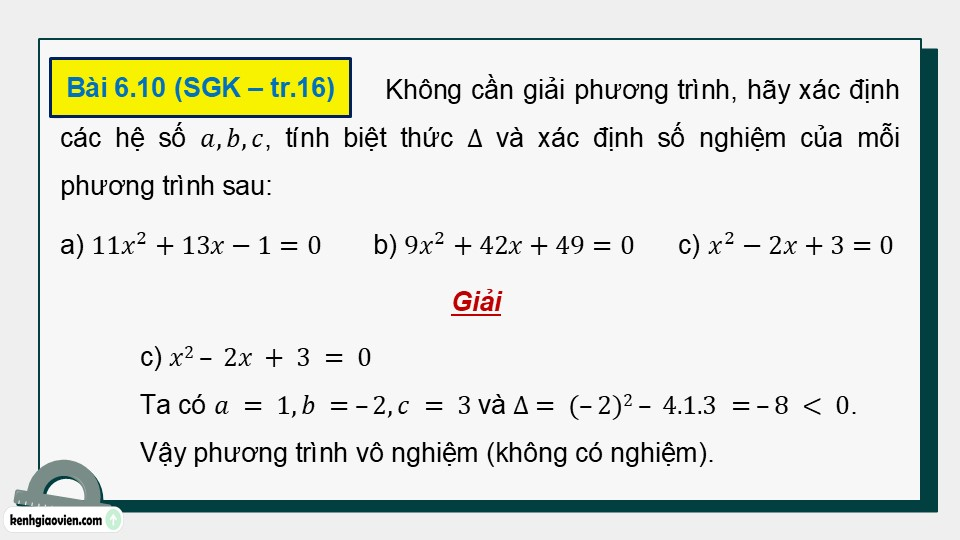 Bài 6.10 (SGK – tr.16) Không cần giải phương trình, hãy xác định
các hệ số 𝑎, 𝑏, 𝑐, tính biệt thức Δ và xác định số nghiệm của mỗi
phương trình sau:
a) 11𝑥² + 13𝑥 − 1 = 0 b) 9𝑥² + 42𝑥 + 49 = 0 c) 𝑥² − 2𝑥 + 3 = 0
Giải
c) 𝑥² – 2𝑥 + 3 = 0
Ta có 𝑎 = 1, 𝑏 = – 2, 𝑐 = 3 và Δ = (– 2)² – 4.1.3 = – 8 < 0.
Vậy phương trình vô nghiệm (không có nghiệm).
kenhgiaovien.com